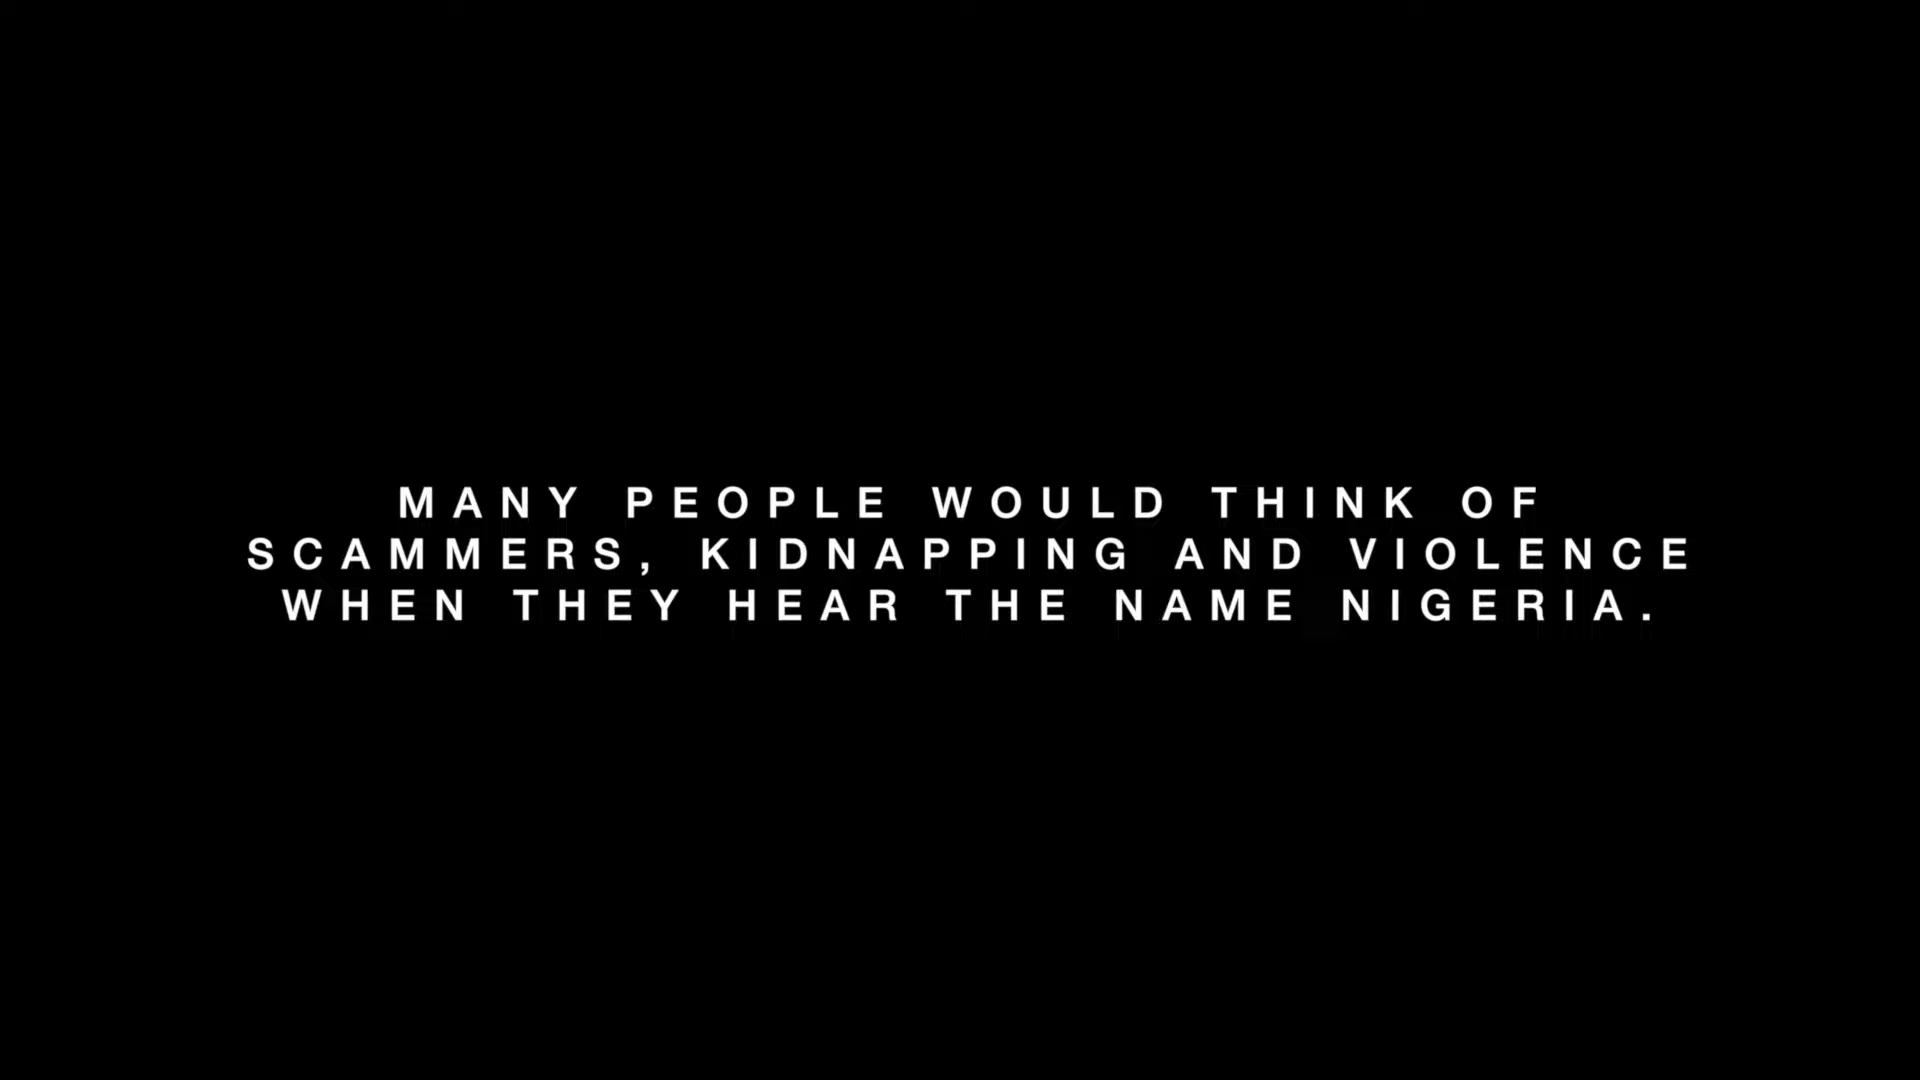 MANY PEOPLE WOULD THINK OF
SCAMMERS, KIDNAPPING AND VIOLENCE
WHEN THEY HEAR THE NAME NIGERIA.